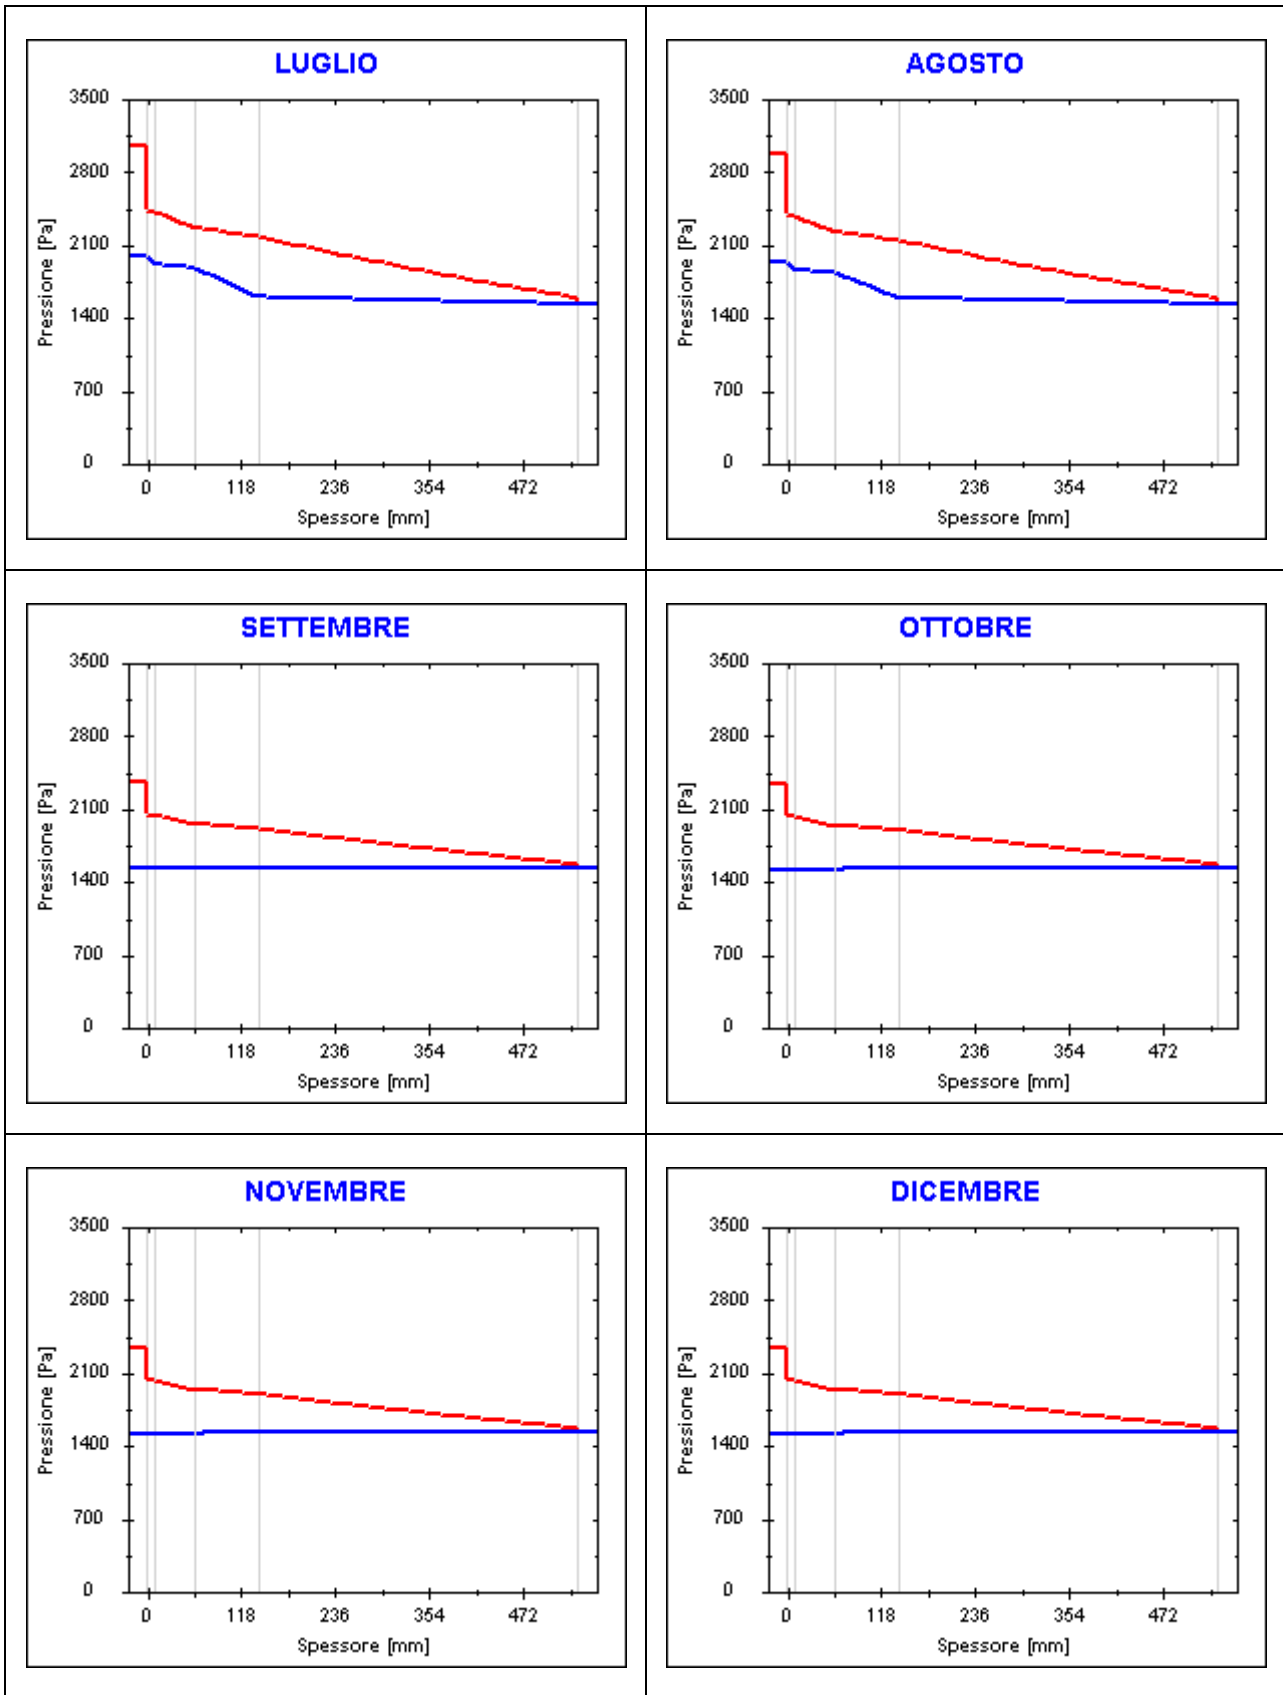 LUGLIO
3500
2800
2100
1400
700
0
Pressione [Pa]
0 118 236 354 472
Spessore [mm]
AGOSTO
3500
2800
2100
1400
700
0
Pressione [Pa]
0 118 236 354 472
Spessore [mm]
SETTEMBRE
3500
2800
2100
1400
700
0
Pressione [Pa]
0 118 236 354 472
Spessore [mm]
OTTOBRE
3500
2800
2100
1400
700
0
Pressione [Pa]
0 118 236 354 472
Spessore [mm]
NOVEMBRE
3500
2800
2100
1400
700
0
Pressione [Pa]
0 118 236 354 472
Spessore [mm]
DICEMBRE
3500
2800
2100
1400
700
0
Pressione [Pa]
0 118 236 354 472
Spessore [mm]